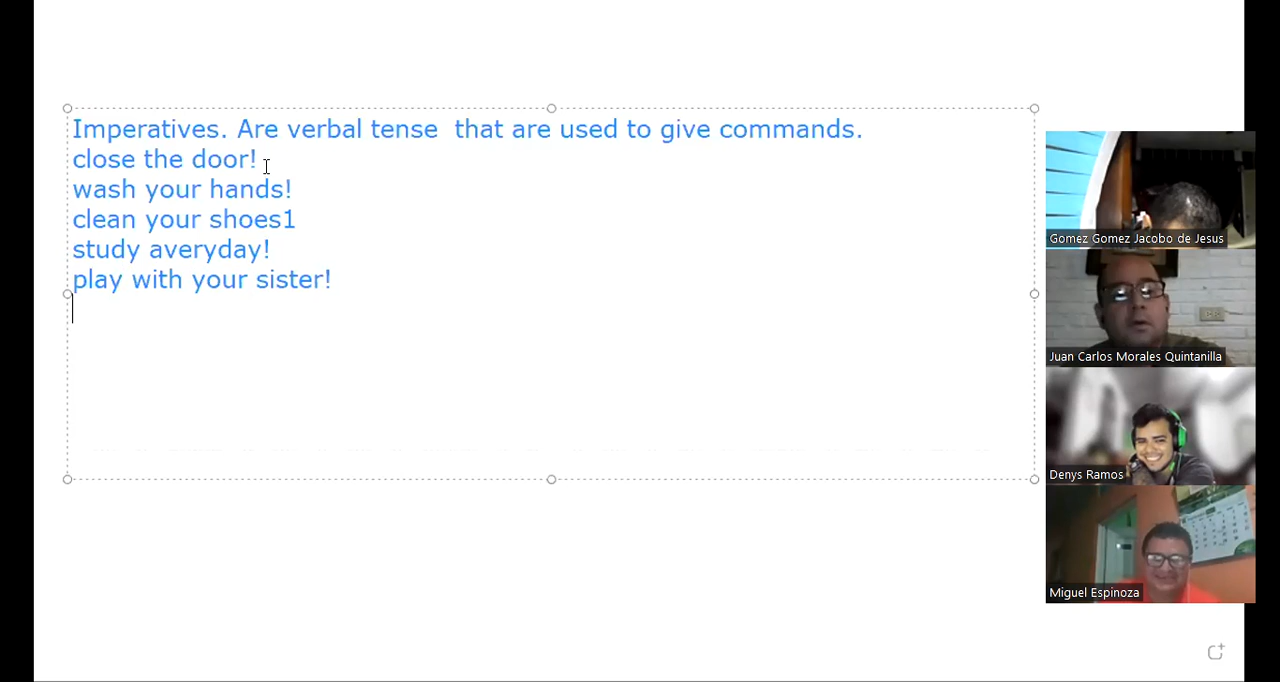 Imperatives. Are verbal tense  that are used to give commands.
close the door!
wash your hands!
clean your shoes1
study averyday!
play with your sister!
Gomez Gomez Jacobo de Jesus
Juan Carlos Morales Quintanilla
Denys Ramos
Miguel Espinoza